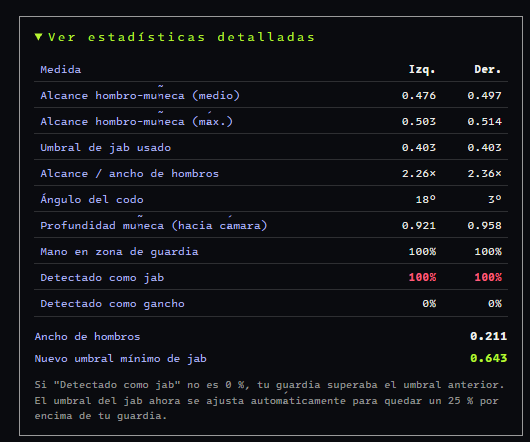 ▼Ver estadísticas detalladas
Medida Izq. Der.
Alcance hombro-muñeca (medio) 0.476 0.497
Alcance hombro-muñeca (máx.) 0.503 0.514
Umbral de jab usado 0.403 0.403
Alcance / ancho de hombros 2.26× 2.36×
Ángulo del codo 18º 3º
Profundidad muñeca (hacia cámara) 0.921 0.958
Mano en zona de guardia 100% 100%
Detectado como jab 100% 100%
Detectado como gancho 0% 0%
Ancho de hombros 0.211
Nuevo umbral mínimo de jab 0.643
Si "Detectado como jab" no es 0 %, tu guardia superaba el umbral anterior.
El umbral del jab ahora se ajusta automáticamente para quedar un 25 % por
encima de tu guardia.